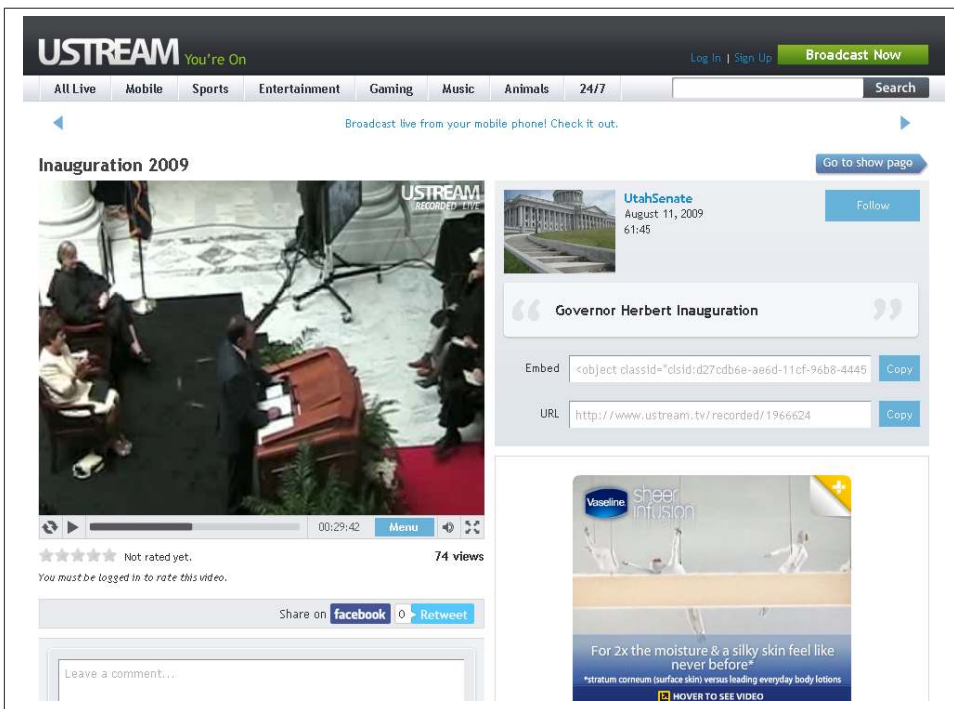 USTREAM You're On
Log In | Sign Up Broadcast Now
All Live Mobile Sports Entertainment Gaming Music Animals 24/7 Search
Broadcast live from your mobile phone! Check it out.
Inauguration 2009
Go to show page
USTREAM
RECORDED LIVE
00:29:42 Menu
Not rated yet. 74 views
You must be logged in to rate this video.
Share on facebook 0 Retweet
Leave a comment...
UtahSenate
August 11, 2009
61:45
Follow
“ Governor Herbert Inauguration ”
Embed <object classid="clsid:d27cdb6e-ae6d-11cf-96b8-4445 Copy
URL http://www.ustream.tv/recorded/1966624 Copy
Vaseline sheer
infusion
For 2x the moisture & a silky skin feel like
never before*
*stratum corneum (surface skin) versus leading everyday body lotions
HOVER TO SEE VIDEO